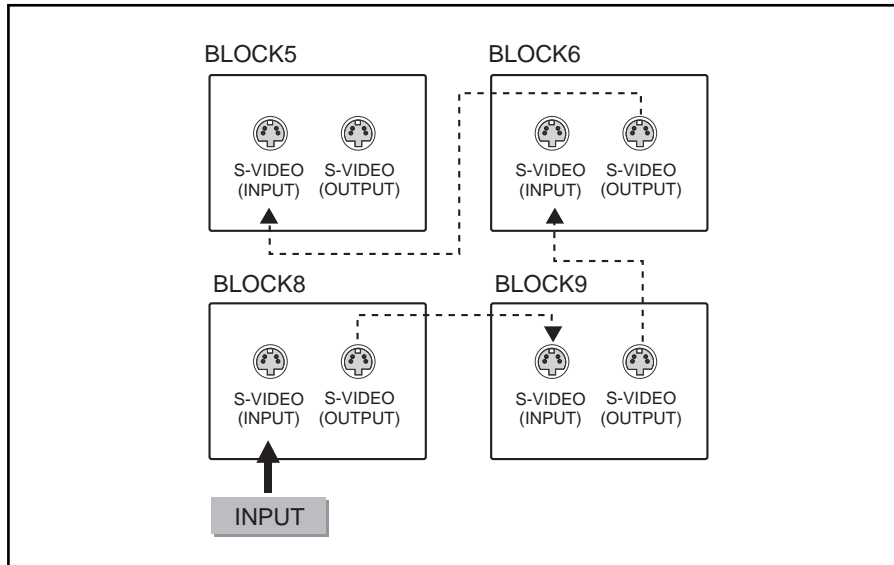 BLOCK5
BLOCK6
S-VIDEO S-VIDEO
(INPUT) (OUTPUT)
S-VIDEO S-VIDEO
(INPUT) (OUTPUT)
BLOCK8
BLOCK9
S-VIDEO S-VIDEO
(INPUT) (OUTPUT)
S-VIDEO S-VIDEO
(INPUT) (OUTPUT)
INPUT